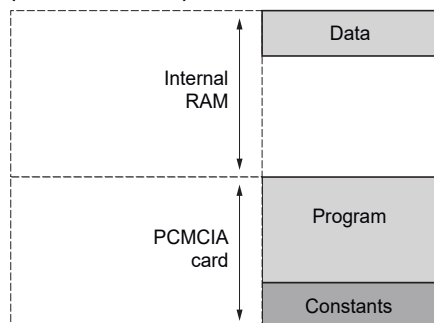 Data
Internal
RAM
Program
PCMCIA
card
Constants